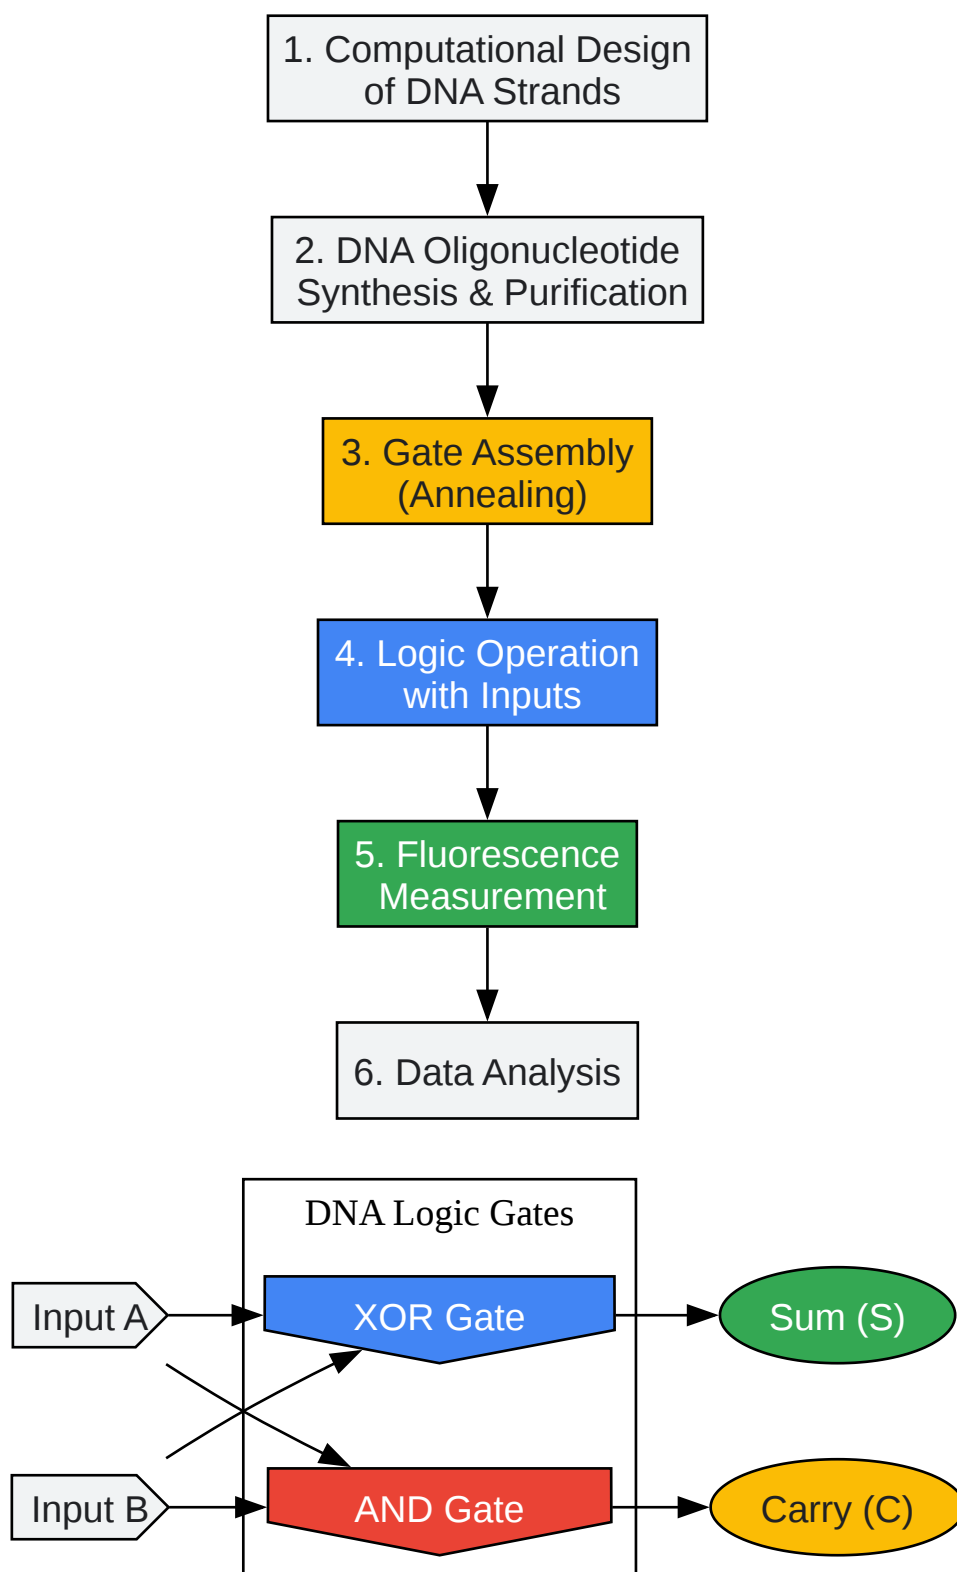 1. Computational Design
of DNA Strands
2. DNA Oligonucleotide
Synthesis & Purification
3. Gate Assembly
(Annealing)
4. Logic Operation
with Inputs
5. Fluorescence
Measurement
6. Data Analysis
DNA Logic Gates
Input A
XOR Gate
Sum (S)
Input B
AND Gate
Carry (C)